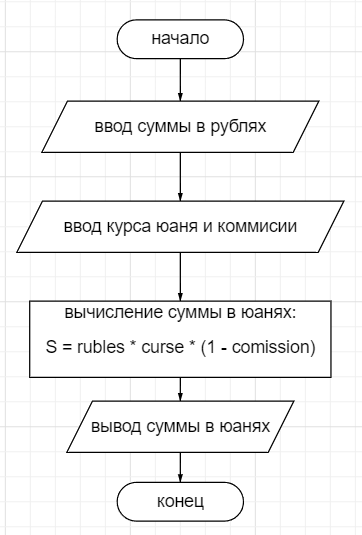 начало
ввод суммы в рублях
ввод курса юаня и коммисии
вычисление суммы в юанях:
S = rubles * curse * (1 - comission)
вывод суммы в юанях
конец